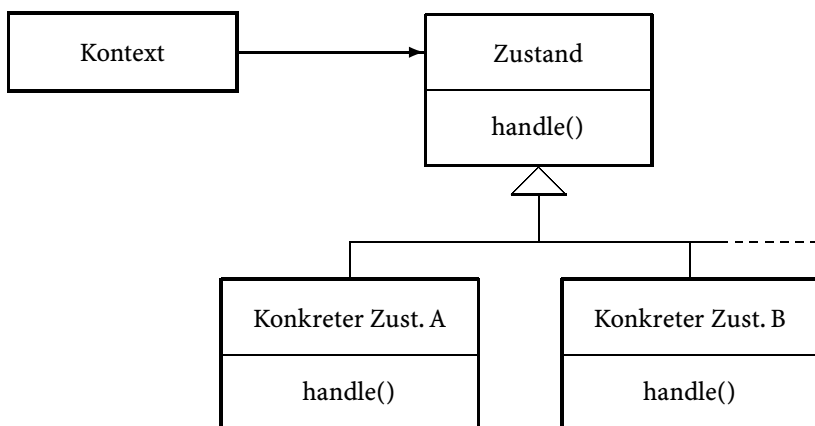 Kontext
Zustand
handle()
Konkreter Zust. A
Konkreter Zust. B
handle()
handle()